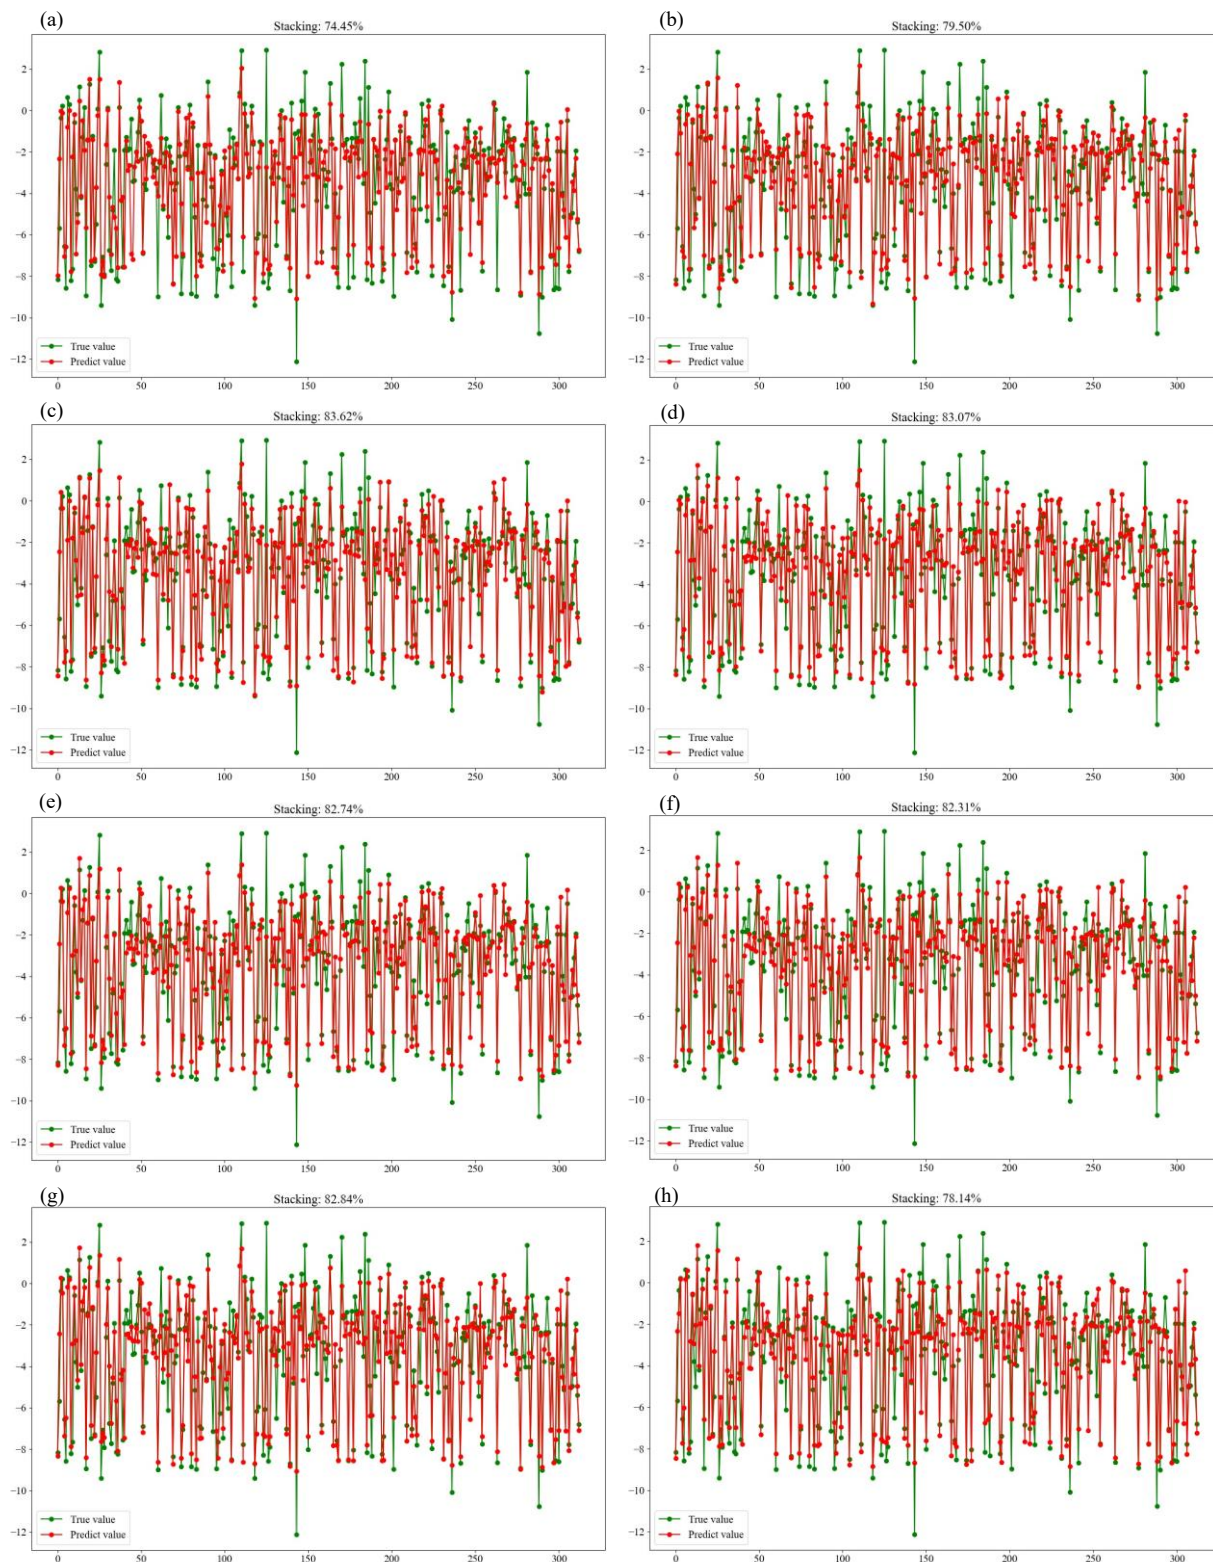 (a)
Stacking: 74.45%
2
0
−2
−4
−6
−8
−10
−12
True value
Predict value
0 50 100 150 200 250 300
(b)
Stacking: 79.50%
2
0
−2
−4
−6
−8
−10
−12
True value
Predict value
0 50 100 150 200 250 300
(c)
Stacking: 83.62%
2
0
−2
−4
−6
−8
−10
−12
True value
Predict value
0 50 100 150 200 250 300
(d)
Stacking: 83.07%
2
0
−2
−4
−6
−8
−10
−12
True value
Predict value
0 50 100 150 200 250 300
(e)
Stacking: 82.74%
2
0
−2
−4
−6
−8
−10
−12
True value
Predict value
0 50 100 150 200 250 300
(f)
Stacking: 82.31%
2
0
−2
−4
−6
−8
−10
−12
True value
Predict value
0 50 100 150 200 250 300
(g)
Stacking: 82.84%
2
0
−2
−4
−6
−8
−10
−12
True value
Predict value
0 50 100 150 200 250 300
(h)
Stacking: 78.14%
2
0
−2
−4
−6
−8
−10
−12
True value
Predict value
0 50 100 150 200 250 300